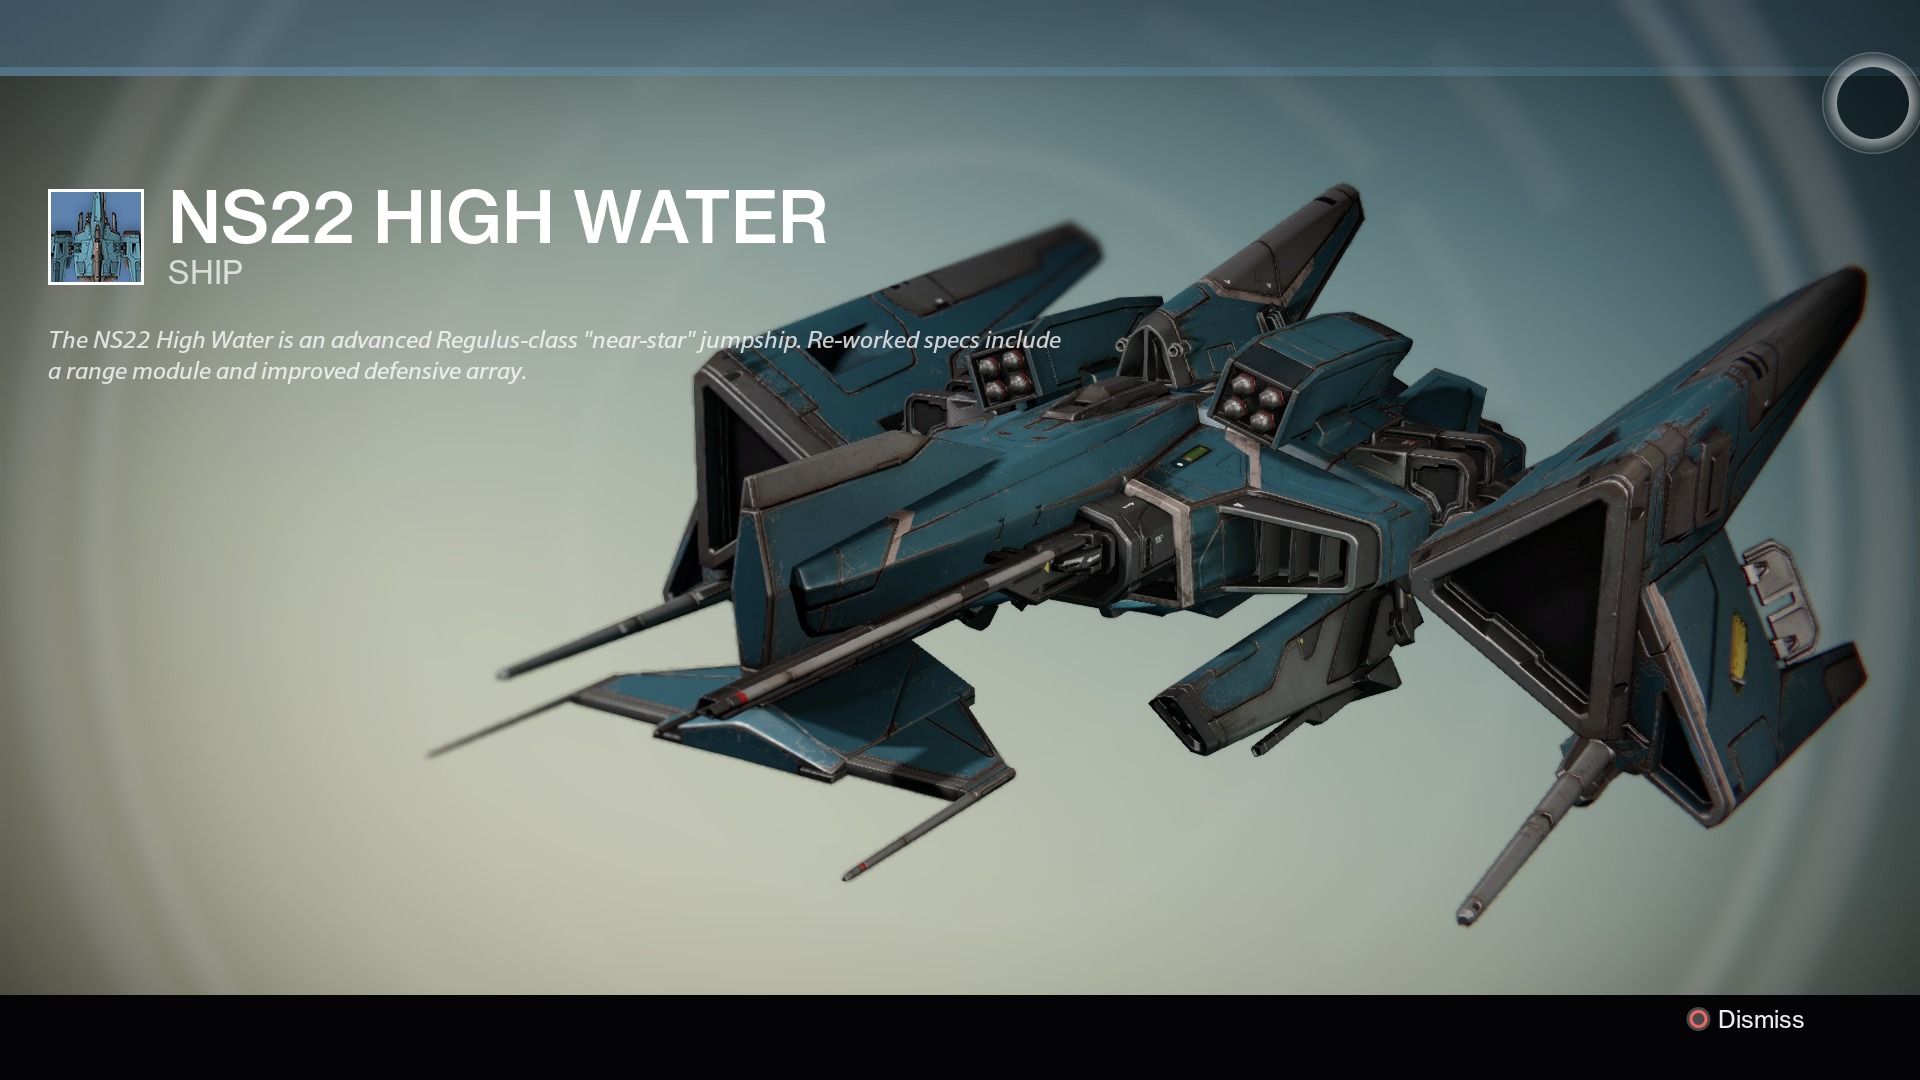 NS22 HIGH WATER
SHIP
The NS22 High Water is an advanced Regulus-class "near-star" jumpship. Re-worked specs include
a range module and improved defensive array.
Dismiss